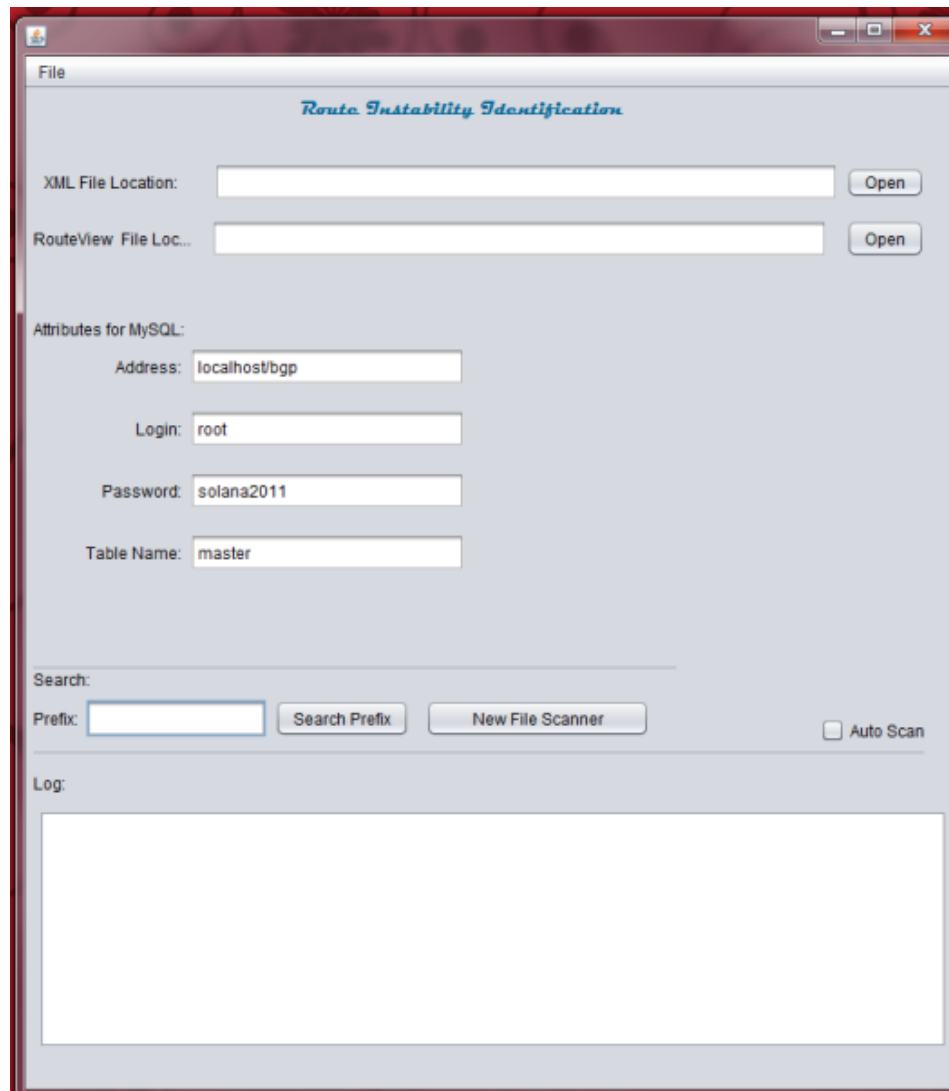 File
Route Instability Identification
XML File Location:
Open
RouteView File Loc...
Open
Attributes for MySQL:
Address: localhost/bgp
Login: root
Password: solana2011
Table Name: master
Search:
Prefix: Search Prefix New File Scanner Auto Scan
Log: